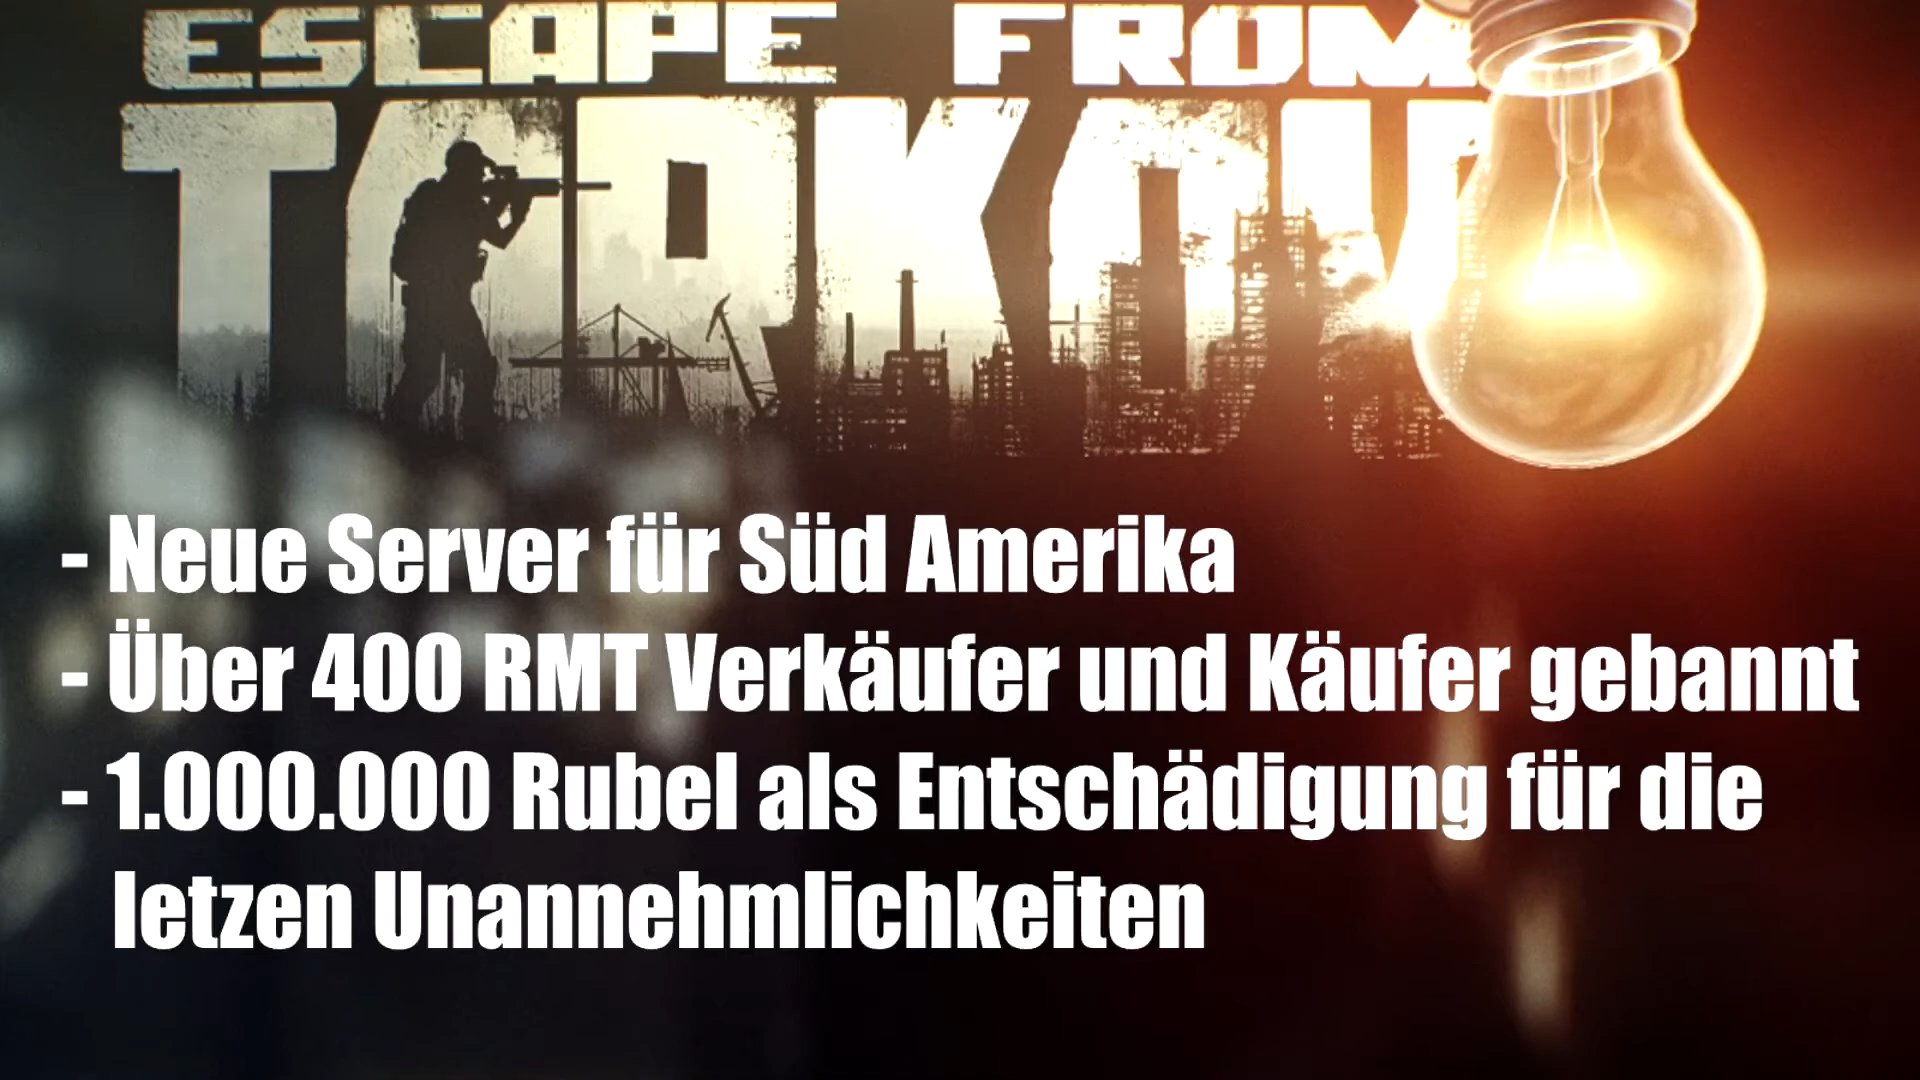 ESCAPE FROM
TARKOV
- Neue Server für Süd Amerika
- Über 400 RMT Verkäufer und Käufer gebannt
- 1.000.000 Rubel als Entschädigung für die
letzen Unannehmlichkeiten